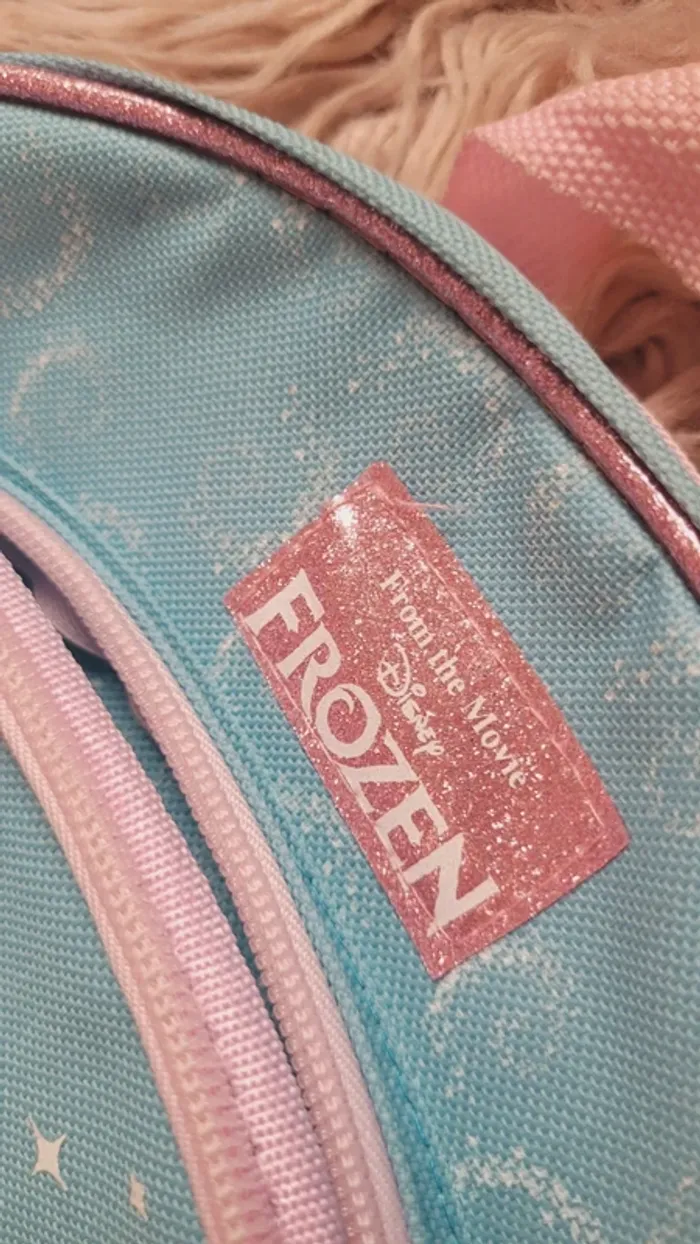 From the Movie
Disney
FROZEN